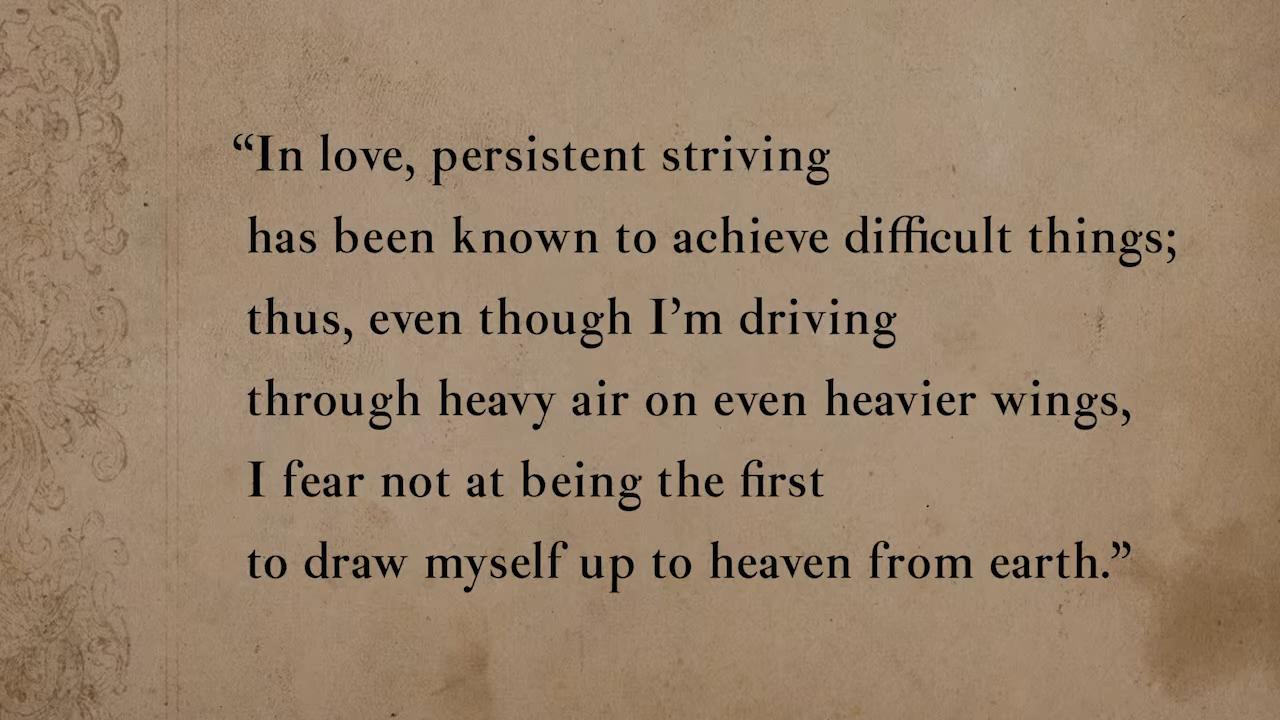 “In love, persistent striving
has been known to achieve difficult things;
thus, even though I’m driving
through heavy air on even heavier wings,
I fear not at being the first
to draw myself up to heaven from earth.”